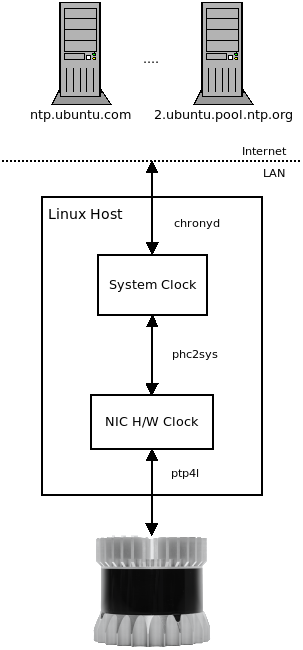 ....
ntp.ubuntu.com
2.ubuntu.pool.ntp.org
Internet
LAN
Linux Host
chronyd
System Clock
phc2sys
NIC H/W Clock
ptp4l